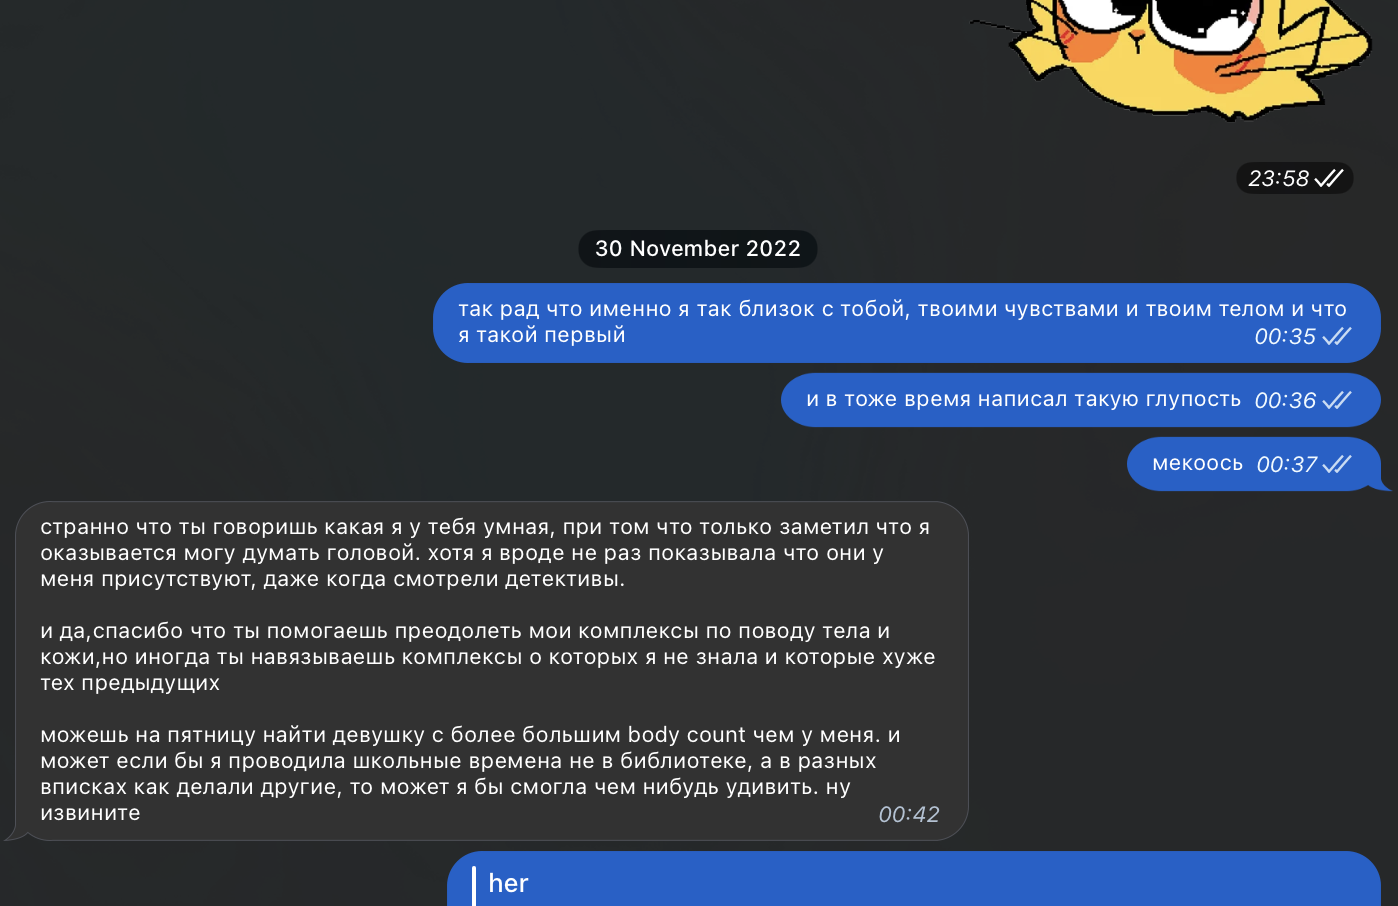 23:58
30 November 2022
так рад что именно я так близок с тобой, твоими чувствами и твоим телом и что
я такой первый 00:35
и в тоже время написал такую глупость 00:36
мекоось 00:37
странно что ты говоришь какая я у тебя умная, при том что только заметил что я
оказывается могу думать головой. хотя я вроде не раз показывала что они у
меня присутствуют, даже когда смотрели детективы.
и да,спасибо что ты помогаешь преодолеть мои комплексы по поводу тела и
кожи,но иногда ты навязываешь комплексы о которых я не знала и которые хуже
тех предыдущих
можешь на пятницу найти девушку с более большим body count чем у меня. и
может если бы я проводила школьные времена не в библиотеке, а в разных
вписках как делали другие, то может я бы смогла чем нибудь удивить. ну
извините 00:42
her